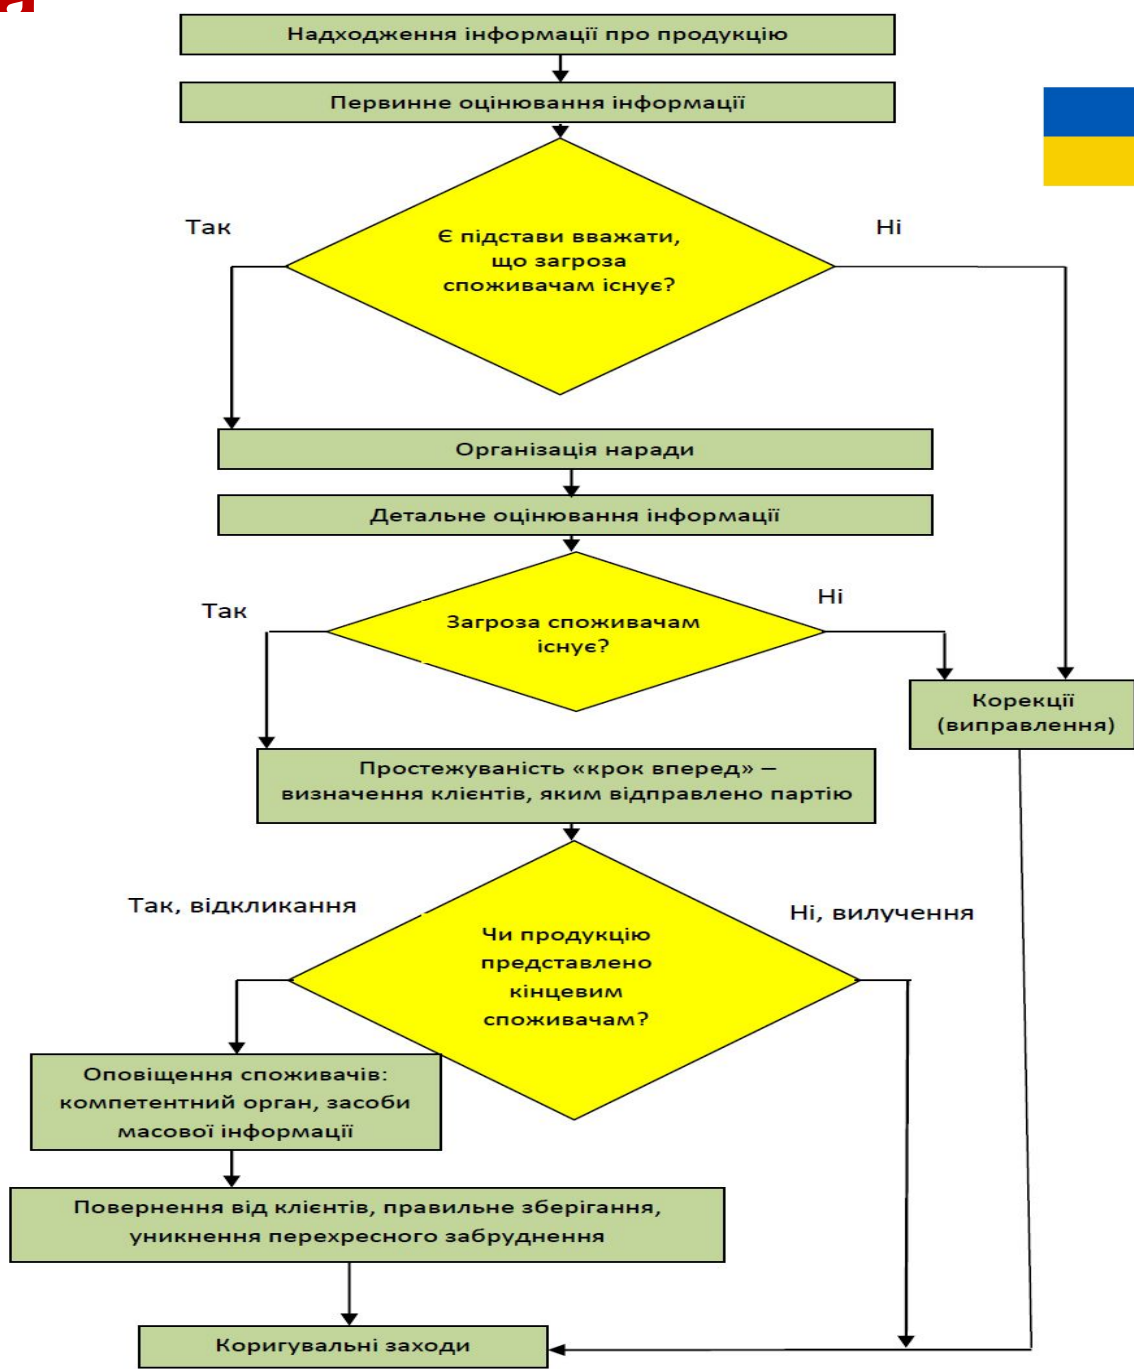 а
Надходження інформації про продукцію
Первинне оцінювання інформації
Так
Ні
Є підстави вважати,
що загроза
споживачам існує?
Організація наради
Детальне оцінювання інформації
Так
Ні
Загроза споживачам
існує?
Корекції
(виправлення)
Простежуваність «крок вперед» –
визначення клієнтів, яким відправлено партію
Так, відкликання
Ні, вилучення
Чи продукцію
представлено
кінцевим
споживачам?
Оповіщення споживачів:
компетентний орган, засоби
масової інформації
Повернення від клієнтів, правильне зберігання,
уникнення перехресного забруднення
Коригувальні заходи